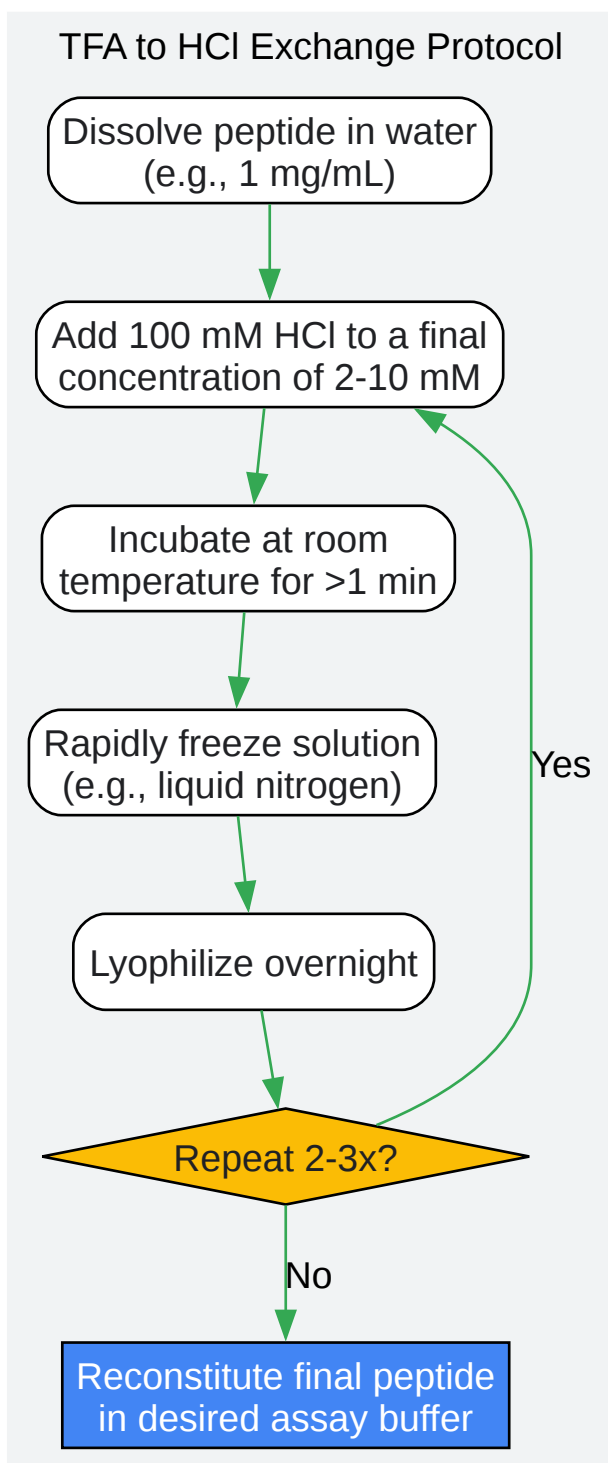 TFA to HCl Exchange Protocol
Dissolve peptide in water
(e.g., 1 mg/mL)
Add 100 mM HCl to a final
concentration of 2-10 mM
Incubate at room
temperature for >1 min
Rapidly freeze solution
(e.g., liquid nitrogen)
Yes
Lyophilize overnight
Repeat 2-3x?
No
Reconstitute final peptide
in desired assay buffer